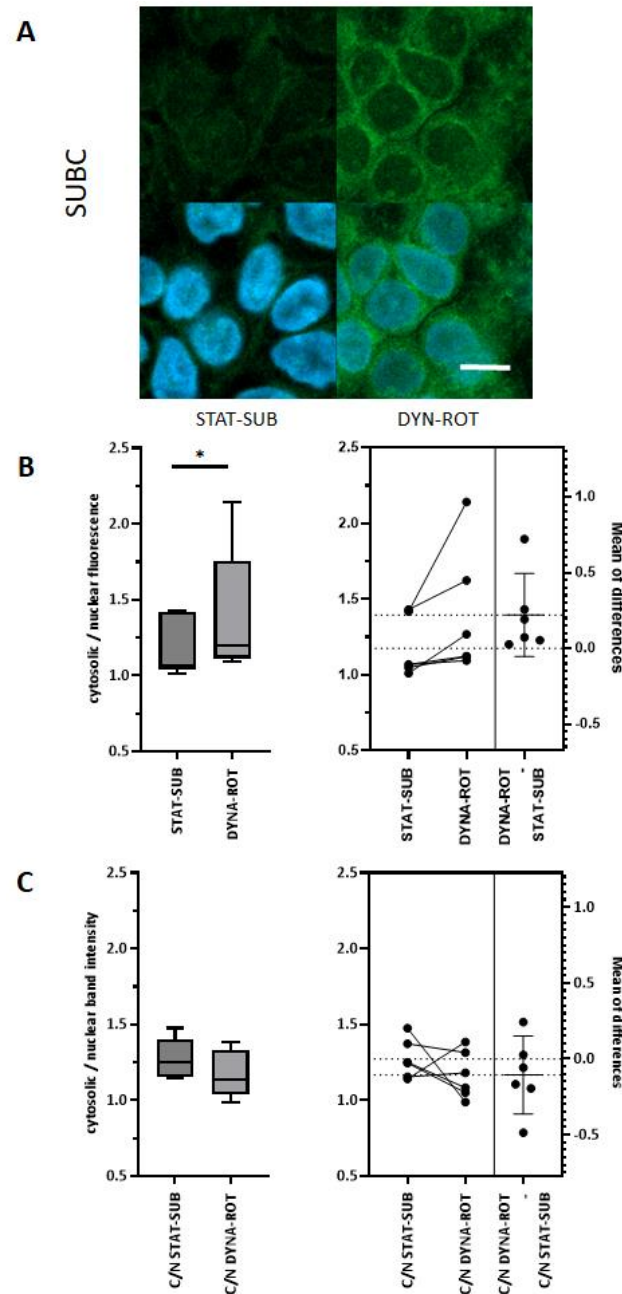 A
SUBC
STAT-SUB DYN-ROT
B
cytosolic / nuclear fluorescence
2.5
2.0
1.5
1.0
0.5
*
STAT-SUB
DYNA-ROT
2.5
2.0
1.5
1.0
0.5
STAT-SUB
DYNA-ROT
DYNA-ROT
-
STAT-SUB
1.0
0.5
0.0
-0.5
Mean of differences
C
cytosolic / nuclear band intensity
2.5
2.0
1.5
1.0
0.5
C/N STAT-SUB
C/N DYNA-ROT
2.5
2.0
1.5
1.0
0.5
C/N STAT-SUB
C/N DYNA-ROT
C/N DYNA-ROT
-
C/N STAT-SUB
1.0
0.0
-0.5
Mean of differences